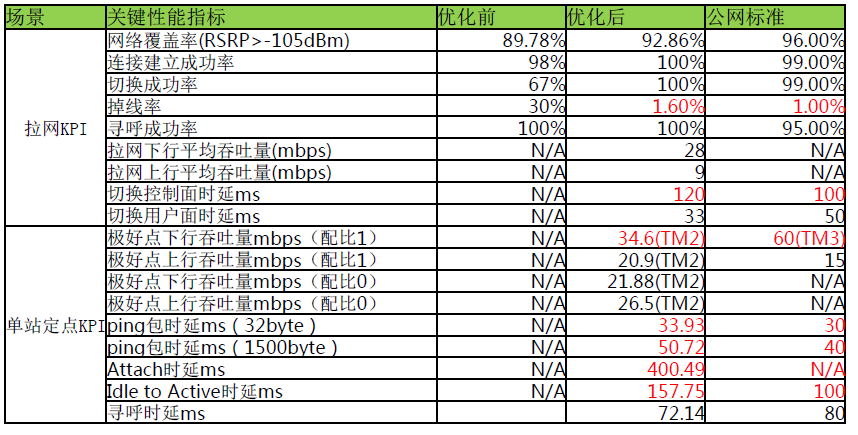 场景 关键性能指标 优化前 优化后 公网标准
拉网KPI
网络覆盖率(RSRP>-105dBm) 89.78% 92.86% 96.00%
连接建立成功率 98% 100% 99.00%
切换成功率 67% 100% 99.00%
掉线率 30% 1.60% 1.00%
寻呼成功率 100% 100% 95.00%
拉网下行平均吞吐量(mbps) N/A 28 N/A
拉网上行平均吞吐量(mbps) N/A 9 N/A
切换控制面时延ms N/A 120 100
切换用户面时延ms N/A 33 50
单站定点KPI
极好点下行吞吐量mbps（配比1） N/A 34.6(TM2) 60(TM3)
极好点上行吞吐量mbps（配比1） N/A 20.9(TM2) 15
极好点下行吞吐量mbps（配比0） N/A 21.88(TM2) N/A
极好点上行吞吐量mbps（配比0） N/A 26.5(TM2) N/A
ping包时延ms（32byte） N/A 33.93 30
ping包时延ms（1500byte） N/A 50.72 40
Attach时延ms N/A 400.49 N/A
Idle to Active时延ms N/A 157.75 100
寻呼时延ms 72.14 80